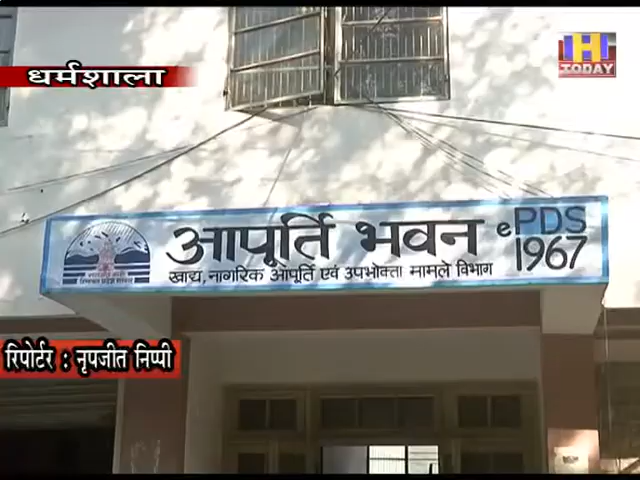 धर्मशाला
H
TODAY
आपूर्ति भवन
ePDS
1967
खाद्य, नागरिक आपूर्ति एवं उपभोक्ता मामले विभाग
रिपोर्टर : नृपजीत निप्पी